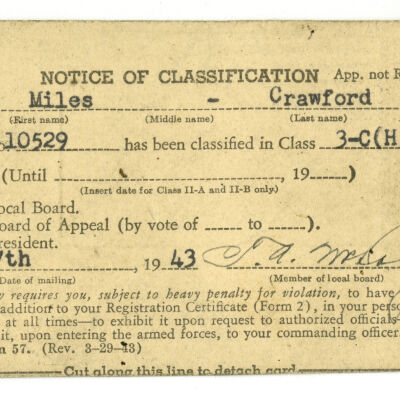 NOTICE OF CLASSIFICATION App. not R
Miles - Crawford
(First name) (Middle name) (Last name)
10529 has been classified in Class 3-C(H
(Until ______, 19____)
(Insert date for Class II-A and II-B only)
ocal Board.
oard of Appeal (by vote of _____ to _____).
resident.
7th, 1943
Date of mailing) (Member of local board)
requires you, subject to heavy penalty for violation, to have
addition to your Registration Certificate (Form 2), in your perso
at all times—to exhibit it upon request to authorized officials
it, upon entering the armed forces, to your commanding officer
m 57. (Rev. 3-29-43)
Cut along this line to detach card